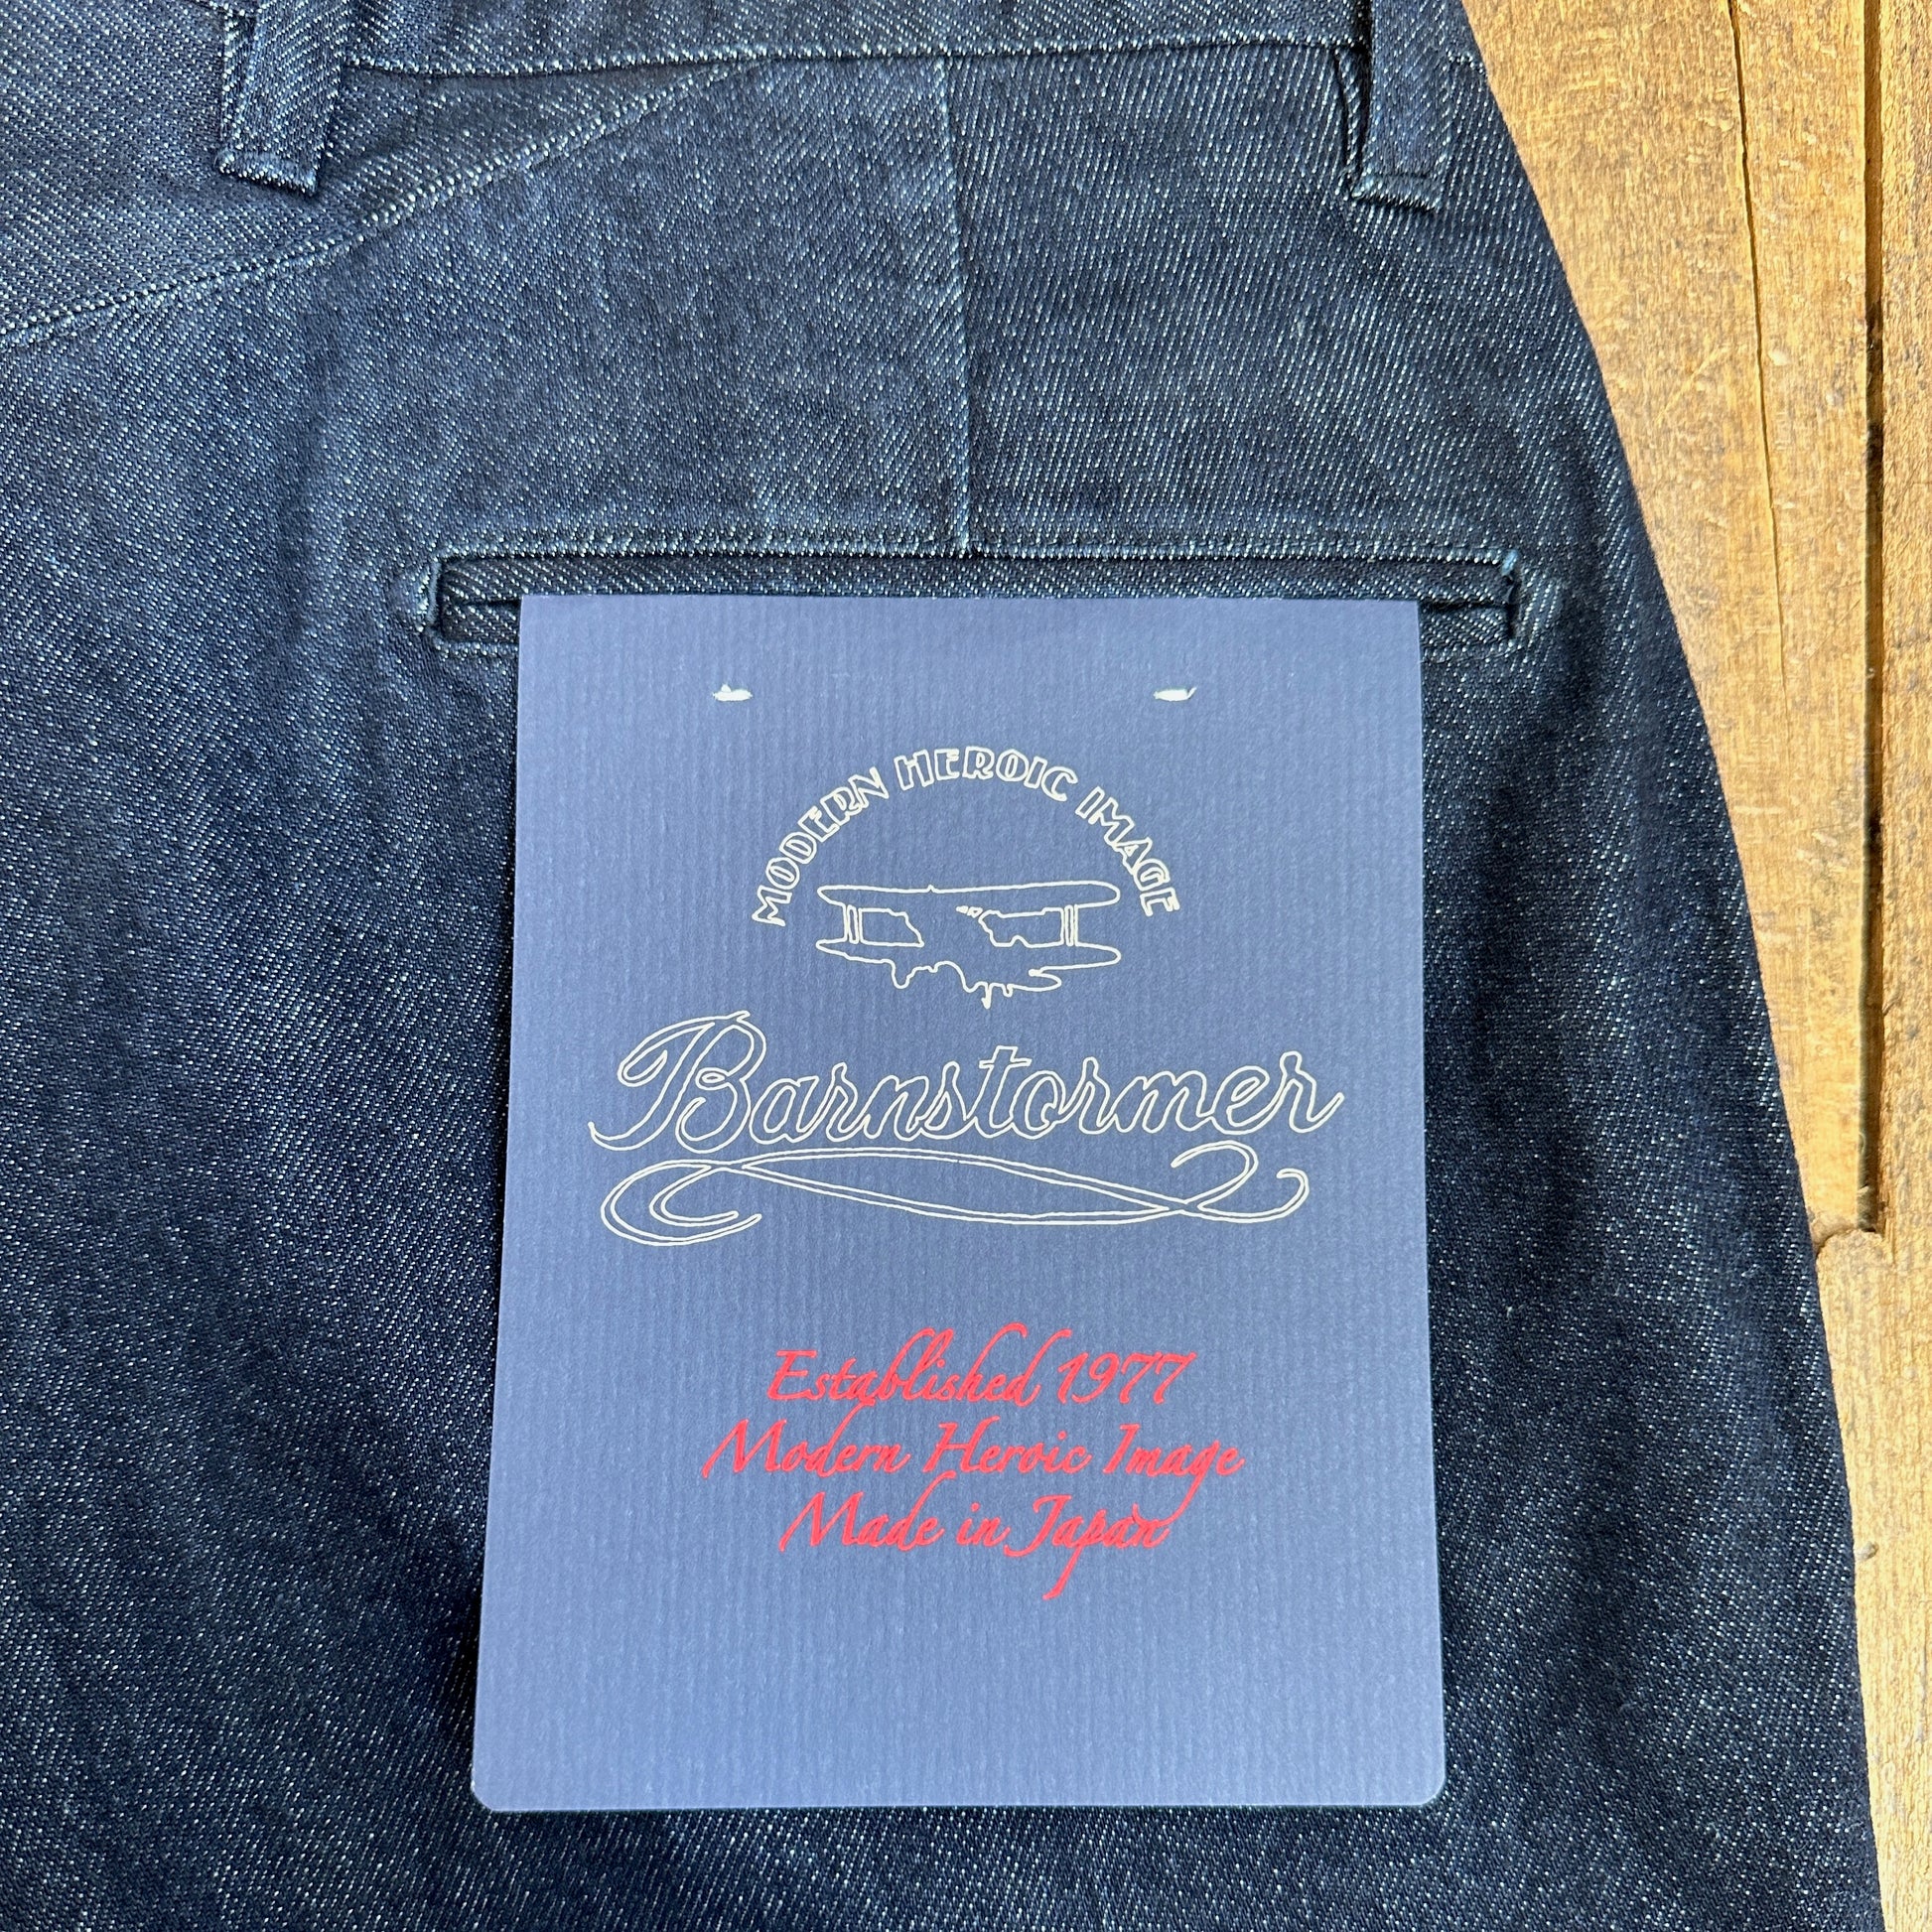 MODERN HEROIC IMAGE
Barnstormer
Established 1977
Modern Heroic Image
Made in Japan